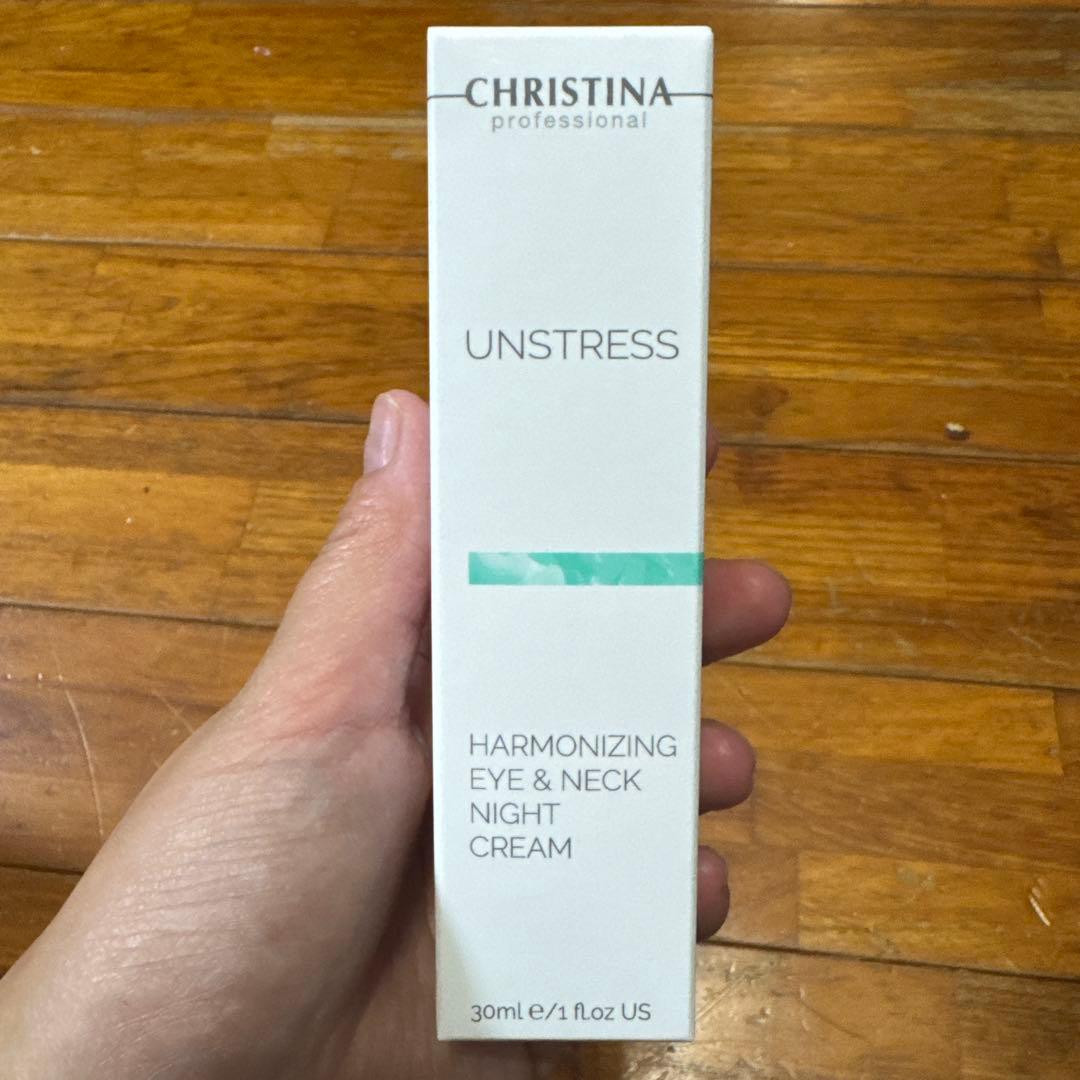 CHRISTINA
professional
UNSTRESS
HARMONIZING
EYE & NECK
NIGHT
CREAM
30ml ℮/1 fl.oz US